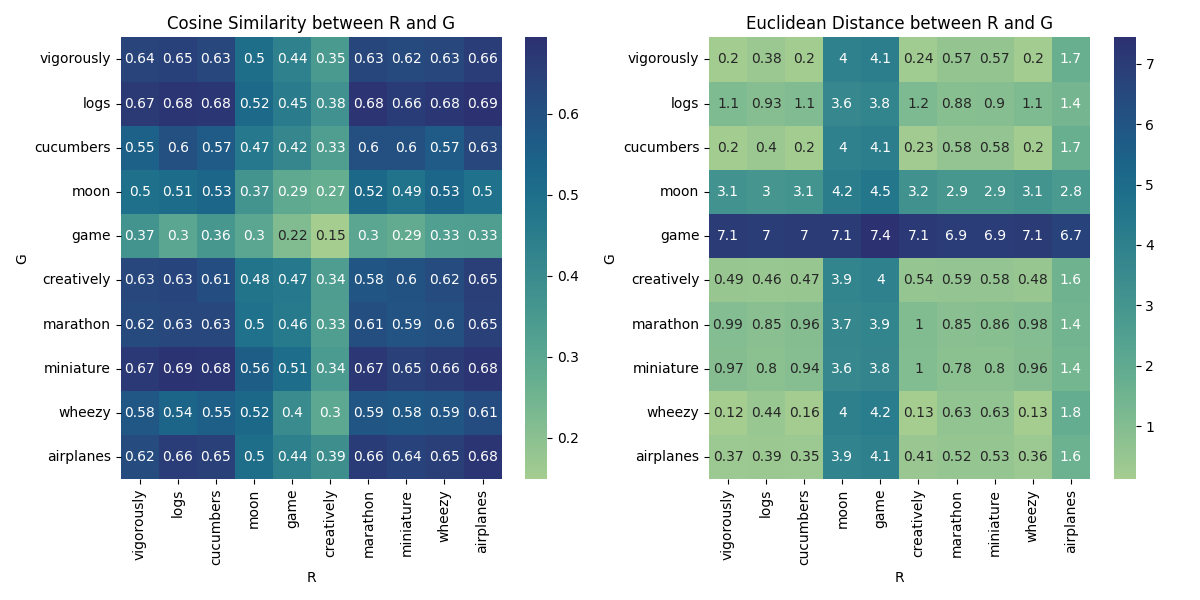 Cosine Similarity between R and G
vigorously 0.64 0.65 0.63 0.5 0.44 0.35 0.63 0.62 0.63 0.66
logs 0.67 0.68 0.68 0.52 0.45 0.38 0.68 0.66 0.68 0.69
cucumbers 0.55 0.6 0.57 0.47 0.42 0.33 0.6 0.6 0.57 0.63
moon 0.5 0.51 0.53 0.37 0.29 0.27 0.52 0.49 0.53 0.5
game 0.37 0.3 0.36 0.3 0.22 0.15 0.3 0.29 0.33 0.33
creatively 0.63 0.63 0.61 0.48 0.47 0.34 0.58 0.6 0.62 0.65
marathon 0.62 0.63 0.63 0.5 0.46 0.33 0.61 0.59 0.6 0.65
miniature 0.67 0.69 0.68 0.56 0.51 0.34 0.67 0.65 0.66 0.68
wheezy 0.58 0.54 0.55 0.52 0.4 0.3 0.59 0.58 0.59 0.61
airplanes 0.62 0.66 0.65 0.5 0.44 0.39 0.66 0.64 0.65 0.68
G
vigorously logs cucumbers moon game creatively marathon miniature wheezy airplanes
R
0.6
0.5
0.4
0.3
0.2
Euclidean Distance between R and G
vigorously 0.2 0.38 0.2 4 4.1 0.24 0.57 0.57 0.2 1.7
logs 1.1 0.93 1.1 3.6 3.8 1.2 0.88 0.9 1.1 1.4
cucumbers 0.2 0.4 0.2 4 4.1 0.23 0.58 0.58 0.2 1.7
moon 3.1 3 3.1 4.2 4.5 3.2 2.9 2.9 3.1 2.8
game 7.1 7 7 7.1 7.4 7.1 6.9 6.9 7.1 6.7
creatively 0.49 0.46 0.47 3.9 4 0.54 0.59 0.58 0.48 1.6
marathon 0.99 0.85 0.96 3.7 3.9 1 0.85 0.86 0.98 1.4
miniature 0.97 0.8 0.94 3.6 3.8 1 0.78 0.8 0.96 1.4
wheezy 0.12 0.44 0.16 4 4.2 0.13 0.63 0.63 0.13 1.8
airplanes 0.37 0.39 0.35 3.9 4.1 0.41 0.52 0.53 0.36 1.6
G
vigorously logs cucumbers moon game creatively marathon miniature wheezy airplanes
R
7
6
5
4
3
2
1